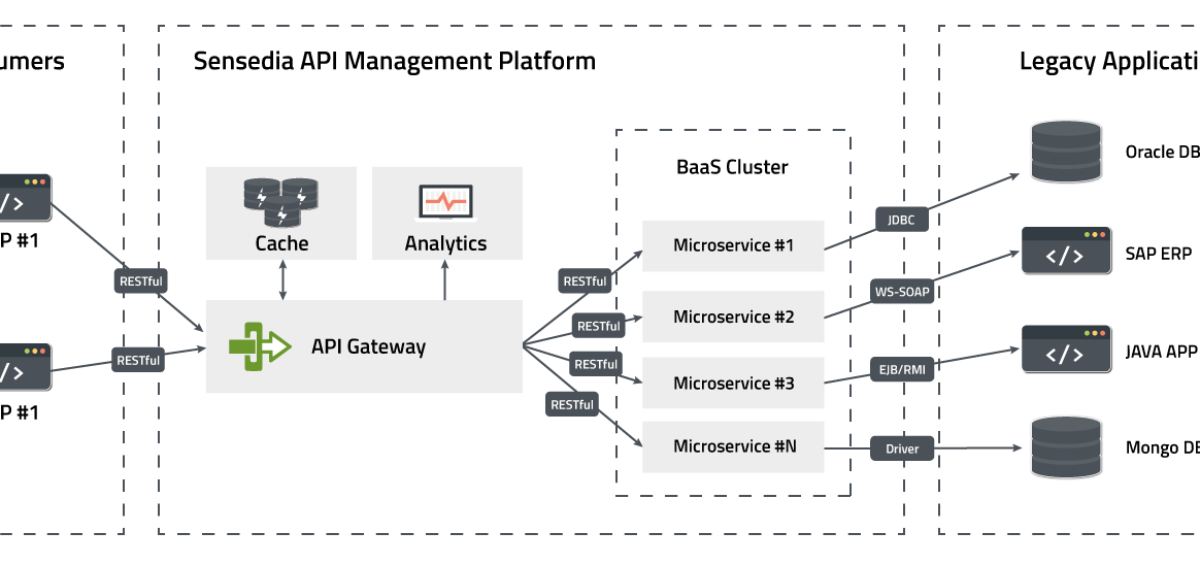 umers
Sensedia API Management Platform
Legacy Applicati
BaaS Cluster
Oracle DB
</>
P #1
Cache
Analytics
RESTful
RESTful
API Gateway
</>
P #1
RESTful
RESTful
RESTful
RESTful
Microservice #1
Microservice #2
Microservice #3
Microservice #N
JDBC
WS-SOAP
EJB/RMI
Driver
</>
SAP ERP
</>
JAVA APP
Mongo DB